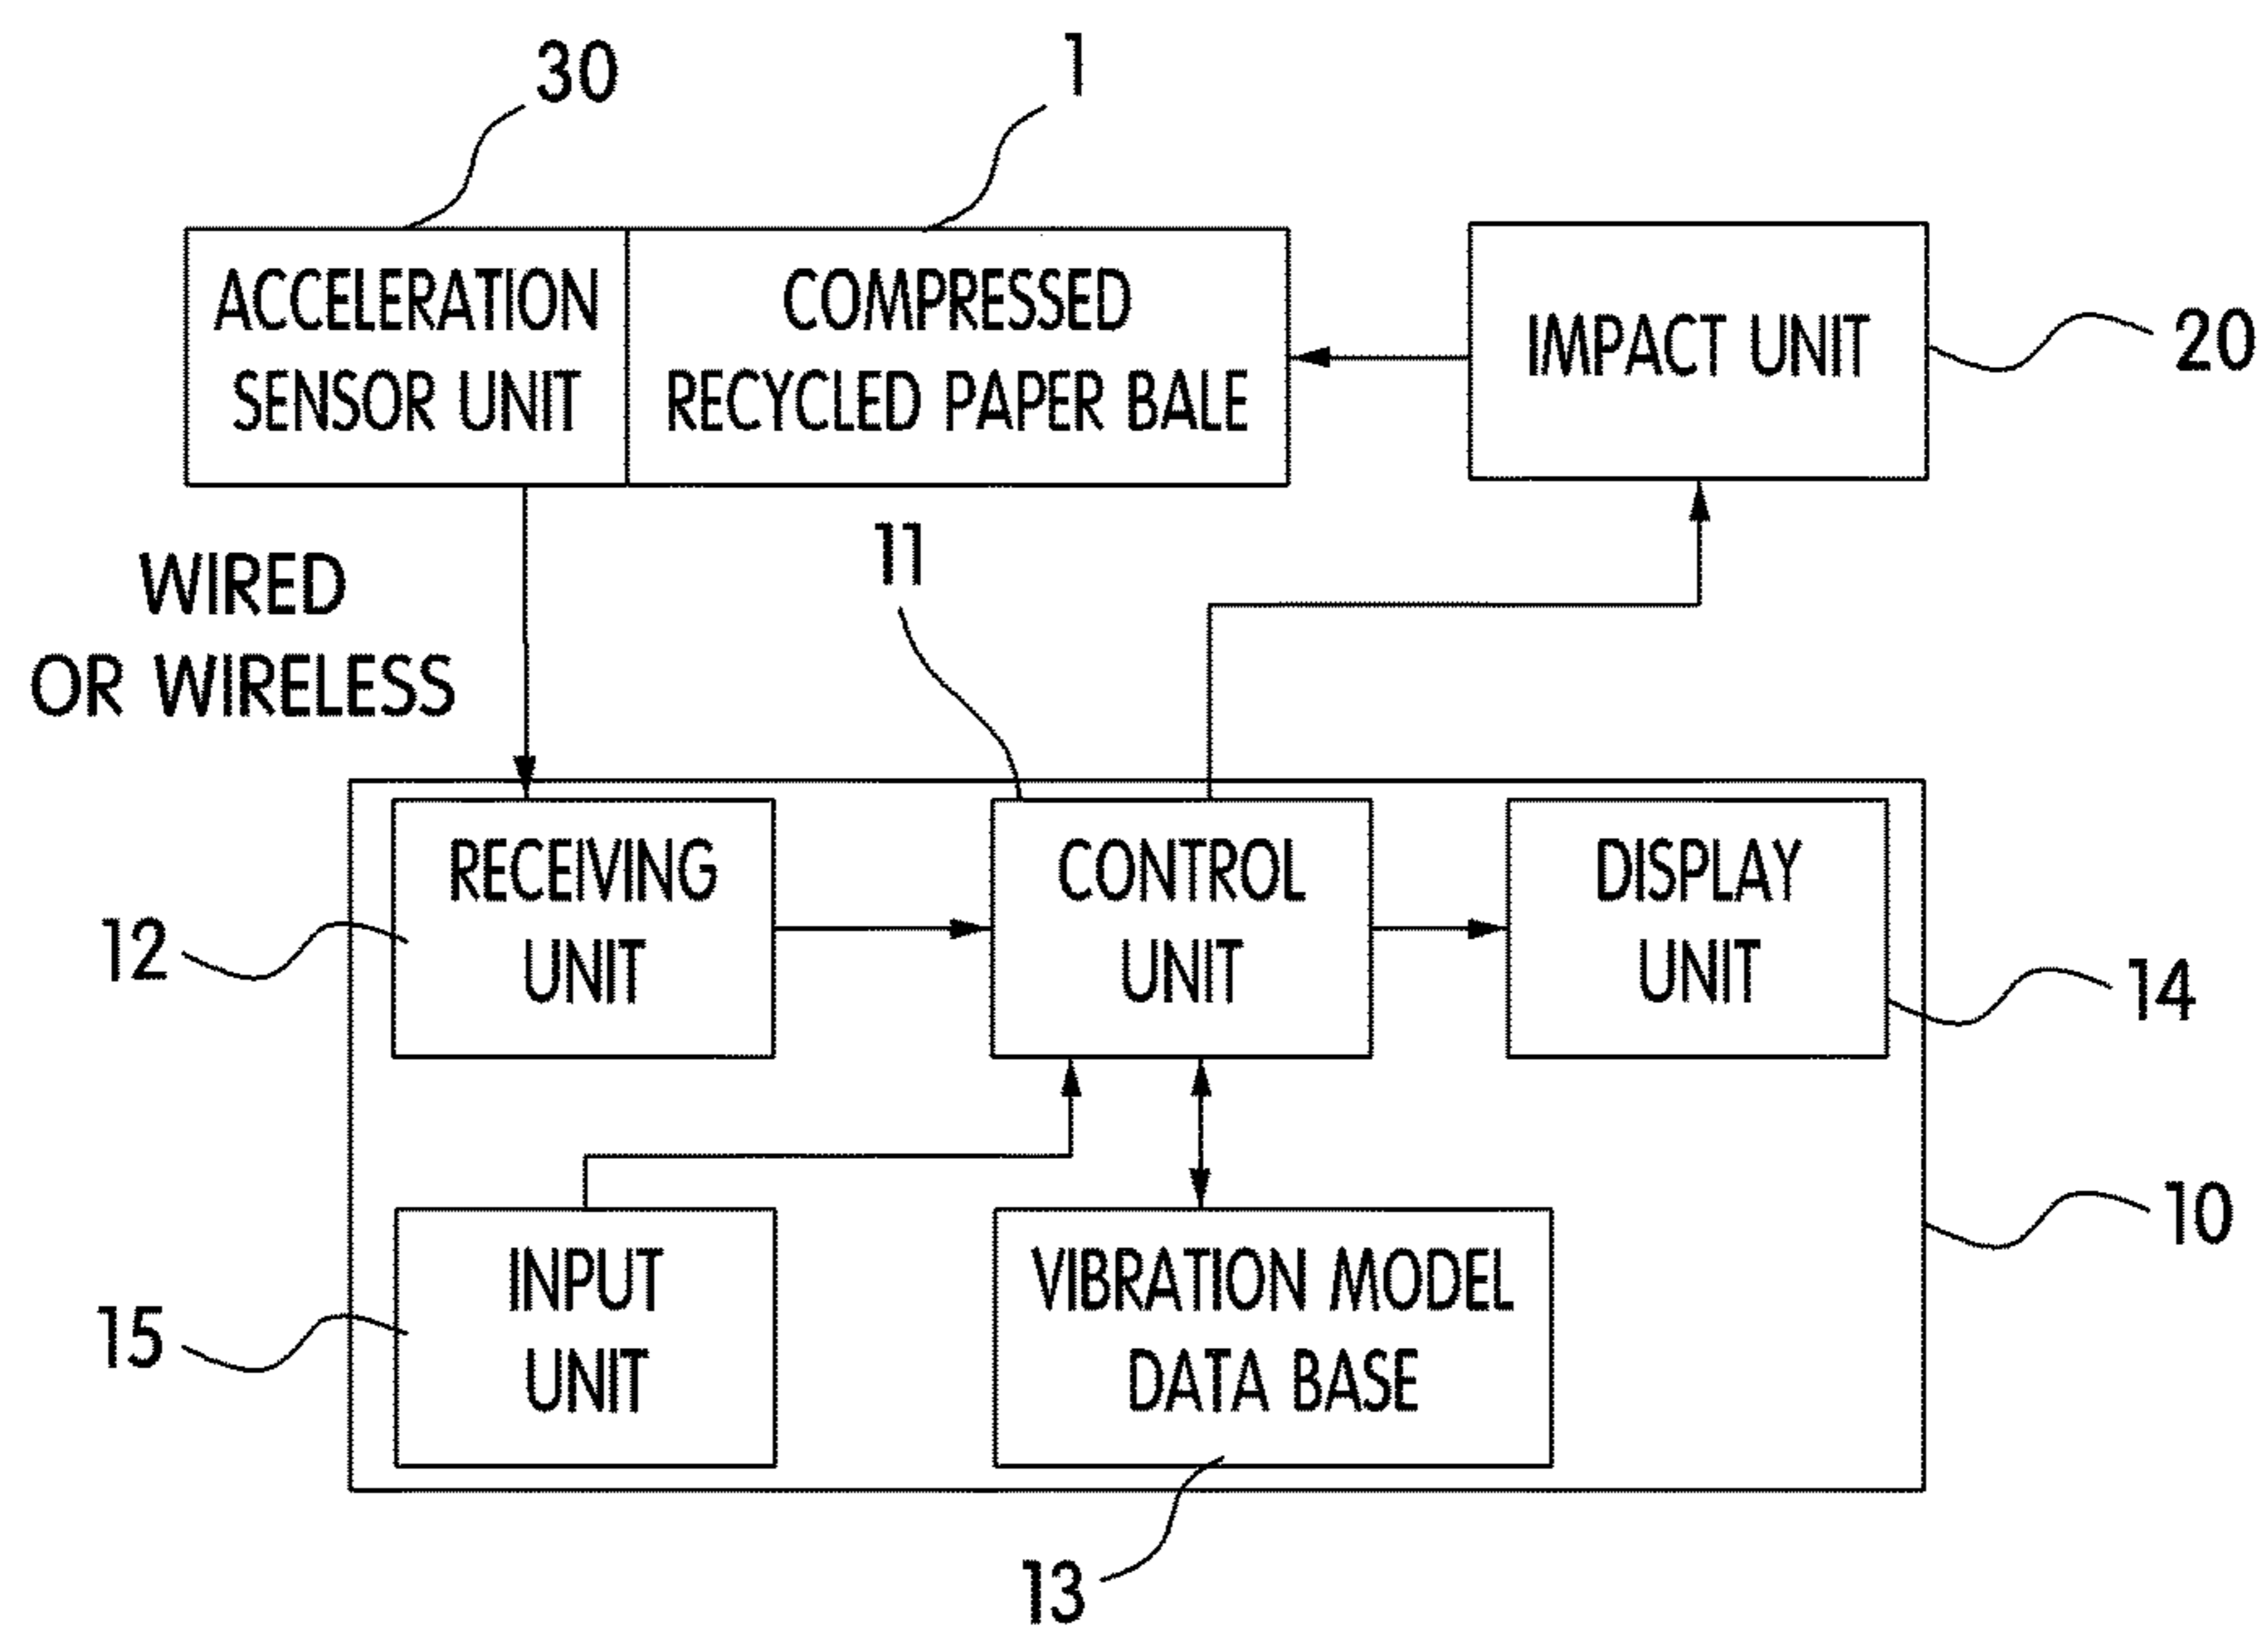 30
1
ACCELERATION
SENSOR UNIT
COMPRESSED
RECYCLED PAPER BALE
IMPACT UNIT
20
WIRED
OR WIRELESS
11
RECEIVING
UNIT
CONTROL
UNIT
DISPLAY
UNIT
12
14
10
INPUT
UNIT
VIBRATION MODEL
DATA BASE
15
13